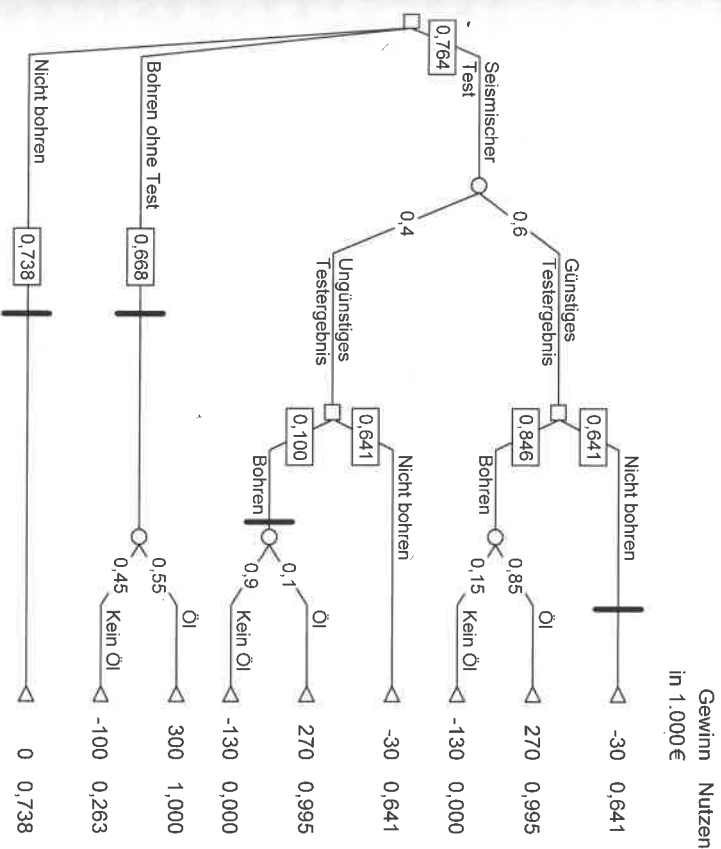 Gewinn Nutzen
in 1.000€
Seismischer
Test
0,764
0,6
Günstiges
Testergebnis
0,641
Nicht bohren
-30 0,641
0,846
Bohren
0,85
Öl
270 0,995
0,15
Kein Öl
-130 0,000
0,4
Ungünstiges
Testergebnis
0,641
Nicht bohren
-30 0,641
0,100
Bohren
0,1
Öl
270 0,995
0,9
Kein Öl
-130 0,000
Bohren ohne Test
0,668
0,55
Öl
300 1,000
0,45
Kein Öl
-100 0,263
Nicht bohren
0,738
0 0,738